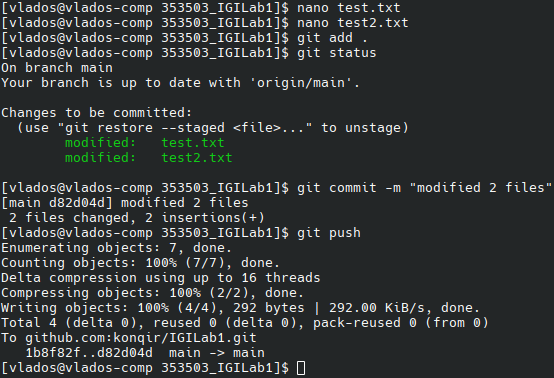 [vlados@vlados-comp 353503_IGILab1]$ nano test.txt
[vlados@vlados-comp 353503_IGILab1]$ nano test2.txt
[vlados@vlados-comp 353503_IGILab1]$ git add .
[vlados@vlados-comp 353503_IGILab1]$ git status
On branch main
Your branch is up to date with 'origin/main'.

Changes to be committed:
  (use "git restore --staged <file>..." to unstage)
        modified:   test.txt
        modified:   test2.txt

[vlados@vlados-comp 353503_IGILab1]$ git commit -m "modified 2 files"
[main d82d04d] modified 2 files
 2 files changed, 2 insertions(+)
[vlados@vlados-comp 353503_IGILab1]$ git push
Enumerating objects: 7, done.
Counting objects: 100% (7/7), done.
Delta compression using up to 16 threads
Compressing objects: 100% (2/2), done.
Writing objects: 100% (4/4), 292 bytes | 292.00 KiB/s, done.
Total 4 (delta 0), reused 0 (delta 0), pack-reused 0 (from 0)
To github.com:konqir/IGILab1.git
   1b8f82f..d82d04d  main -> main
[vlados@vlados-comp 353503_IGILab1]$